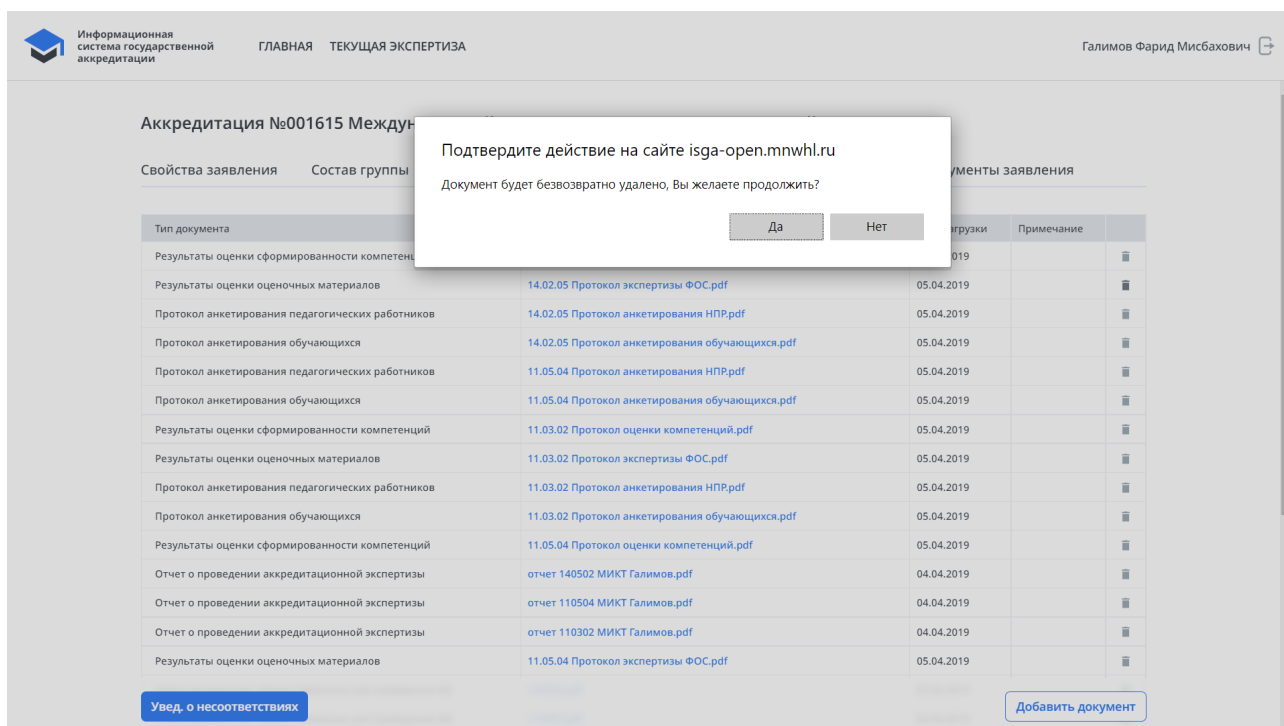 Информационная
система государственной
аккредитации
ГЛАВНАЯ ТЕКУЩАЯ ЭКСПЕРТИЗА
Галимов Фарид Мисбахович
Аккредитация №001615
Подтвердите действие на сайте isga-open.mnwhl.ru
Документ будет безвозвратно удалено, Вы желаете продолжить?
Да Нет
Свойства заявления Состав группы заявления
Тип документа Примечание
Результаты оценки сформированности
Результаты оценки оценочных материалов 14.02.05 Протокол экспертизы ФОС.pdf 05.04.2019
Протокол анкетирования педагогических работников 14.02.05 Протокол анкетирования НПР.pdf 05.04.2019
Протокол анкетирования обучающихся 14.02.05 Протокол анкетирования обучающихся.pdf 05.04.2019
Протокол анкетирования педагогических работников 11.05.04 Протокол анкетирования НПР.pdf 05.04.2019
Протокол анкетирования обучающихся 11.05.04 Протокол анкетирования обучающихся.pdf 05.04.2019
Результаты оценки сформированности компетенций 11.03.02 Протокол оценки компетенций.pdf 05.04.2019
Результаты оценки оценочных материалов 11.03.02 Протокол экспертизы ФОС.pdf 05.04.2019
Протокол анкетирования педагогических работников 11.03.02 Протокол анкетирования НПР.pdf 05.04.2019
Протокол анкетирования обучающихся 11.03.02 Протокол анкетирования обучающихся.pdf 05.04.2019
Результаты оценки сформированности компетенций 11.05.04 Протокол оценки компетенций.pdf 05.04.2019
Отчет о проведении аккредитационной экспертизы отчет 140502 МИКТ Галимов.pdf 04.04.2019
Отчет о проведении аккредитационной экспертизы отчет 110504 МИКТ Галимов.pdf 04.04.2019
Отчет о проведении аккредитационной экспертизы отчет 110302 МИКТ Галимов.pdf 04.04.2019
Результаты оценки оценочных материалов 11.05.04 Протокол экспертизы ФОС.pdf 05.04.2019
Увед. о несоответствиях Добавить документ